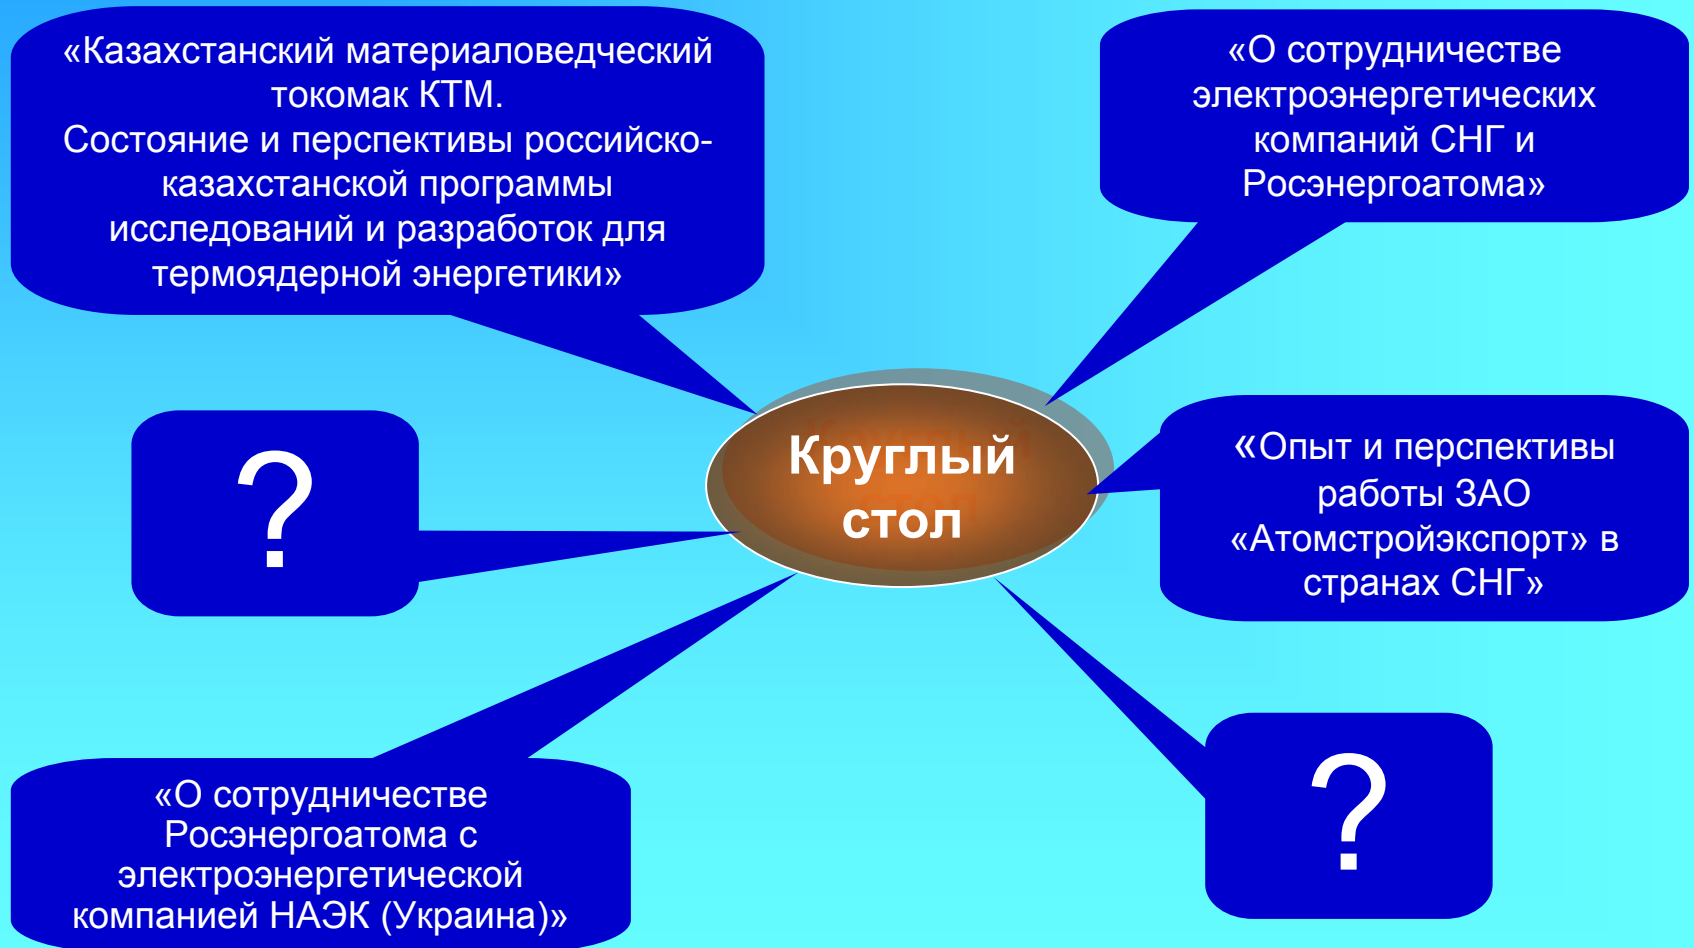 «Казахстанский материаловедческий
токомак КТМ.
Состояние и перспективы российско-
казахстанской программы
исследований и разработок для
термоядерной энергетики»
«О сотрудничестве
электроэнергетических
компаний СНГ и
Росэнергоатома»
Круглый
стол
?
«Опыт и перспективы
работы ЗАО
«Атомстройэкспорт» в
странах СНГ»
«О сотрудничестве
Росэнергоатома с
электроэнергетической
компанией НАЭК (Украина)»
?